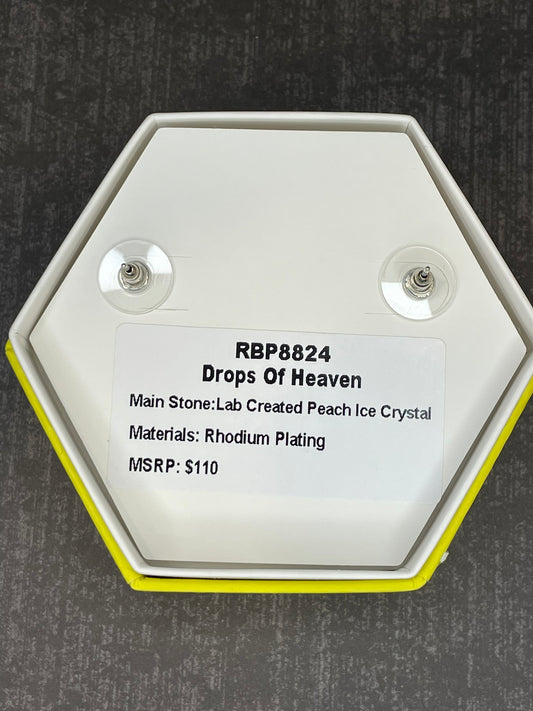 RBP8824
Drops Of Heaven
Main Stone:Lab Created Peach Ice Crystal
Materials: Rhodium Plating
MSRP: $110